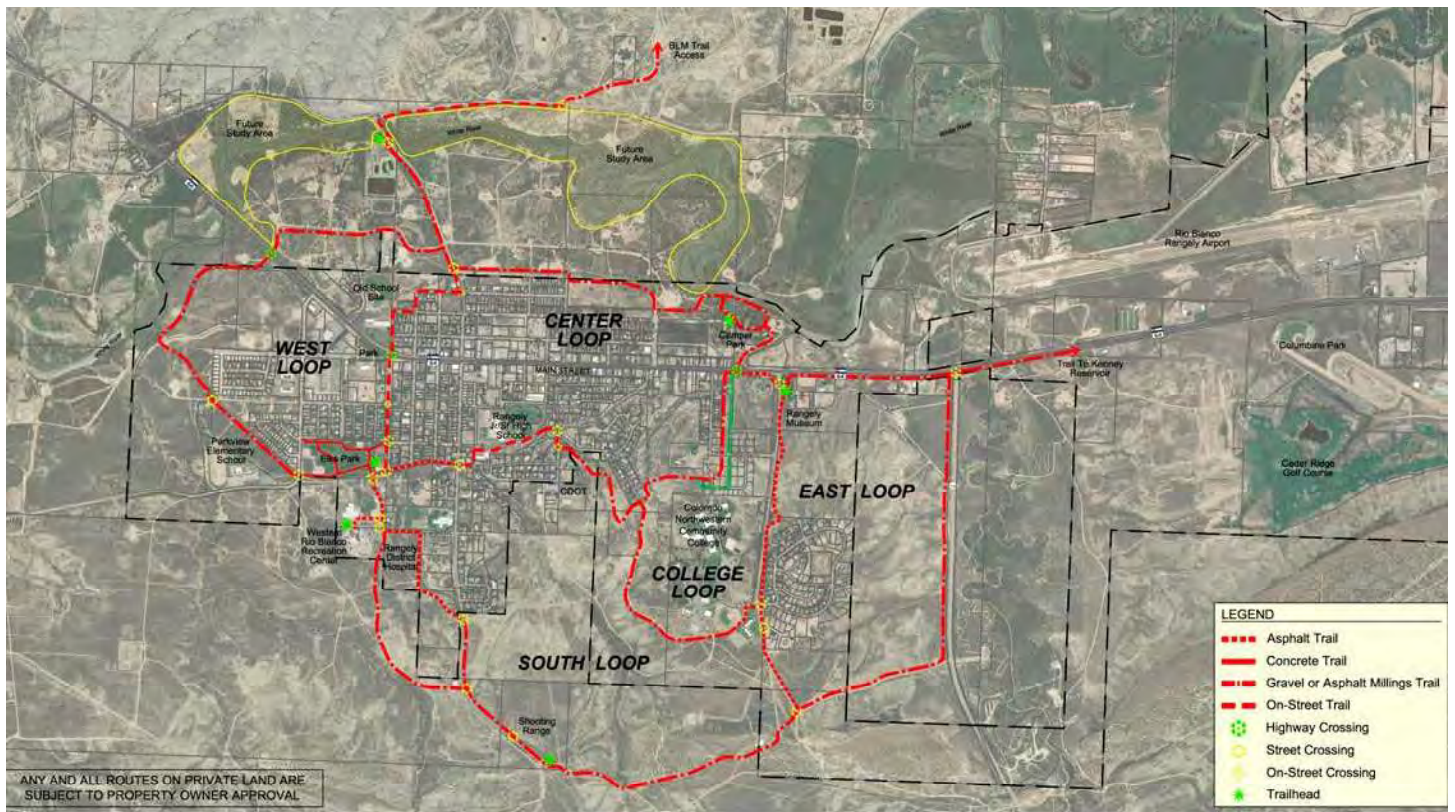 BLM Trail
Access
Future
Study Area
White River
Future
Study Area
White River
Rio Blanco
Rangely Airport
Old School
Site
CENTER
LOOP
Camper
Park
WEST
LOOP
Park
MAIN STREET
64
Columbine Park
Trail To Kenney
Reservoir
Rangely
Museum
Rangely
Jr/Sr High
School
Parkview
Elementary
School
Elks Park
CDOT
EAST LOOP
Cedar Ridge
Golf Course
Colorado
Northwestern
Community
College
Western
Rio Blanco
Recreation
Center
Rangely
District
Hospital
COLLEGE
LOOP
SOUTH LOOP
Shooting
Range
LEGEND
Asphalt Trail
Concrete Trail
Gravel or Asphalt Millings Trail
On-Street Trail
Highway Crossing
Street Crossing
On-Street Crossing
Trailhead
ANY AND ALL ROUTES ON PRIVATE LAND ARE
SUBJECT TO PROPERTY OWNER APPROVAL